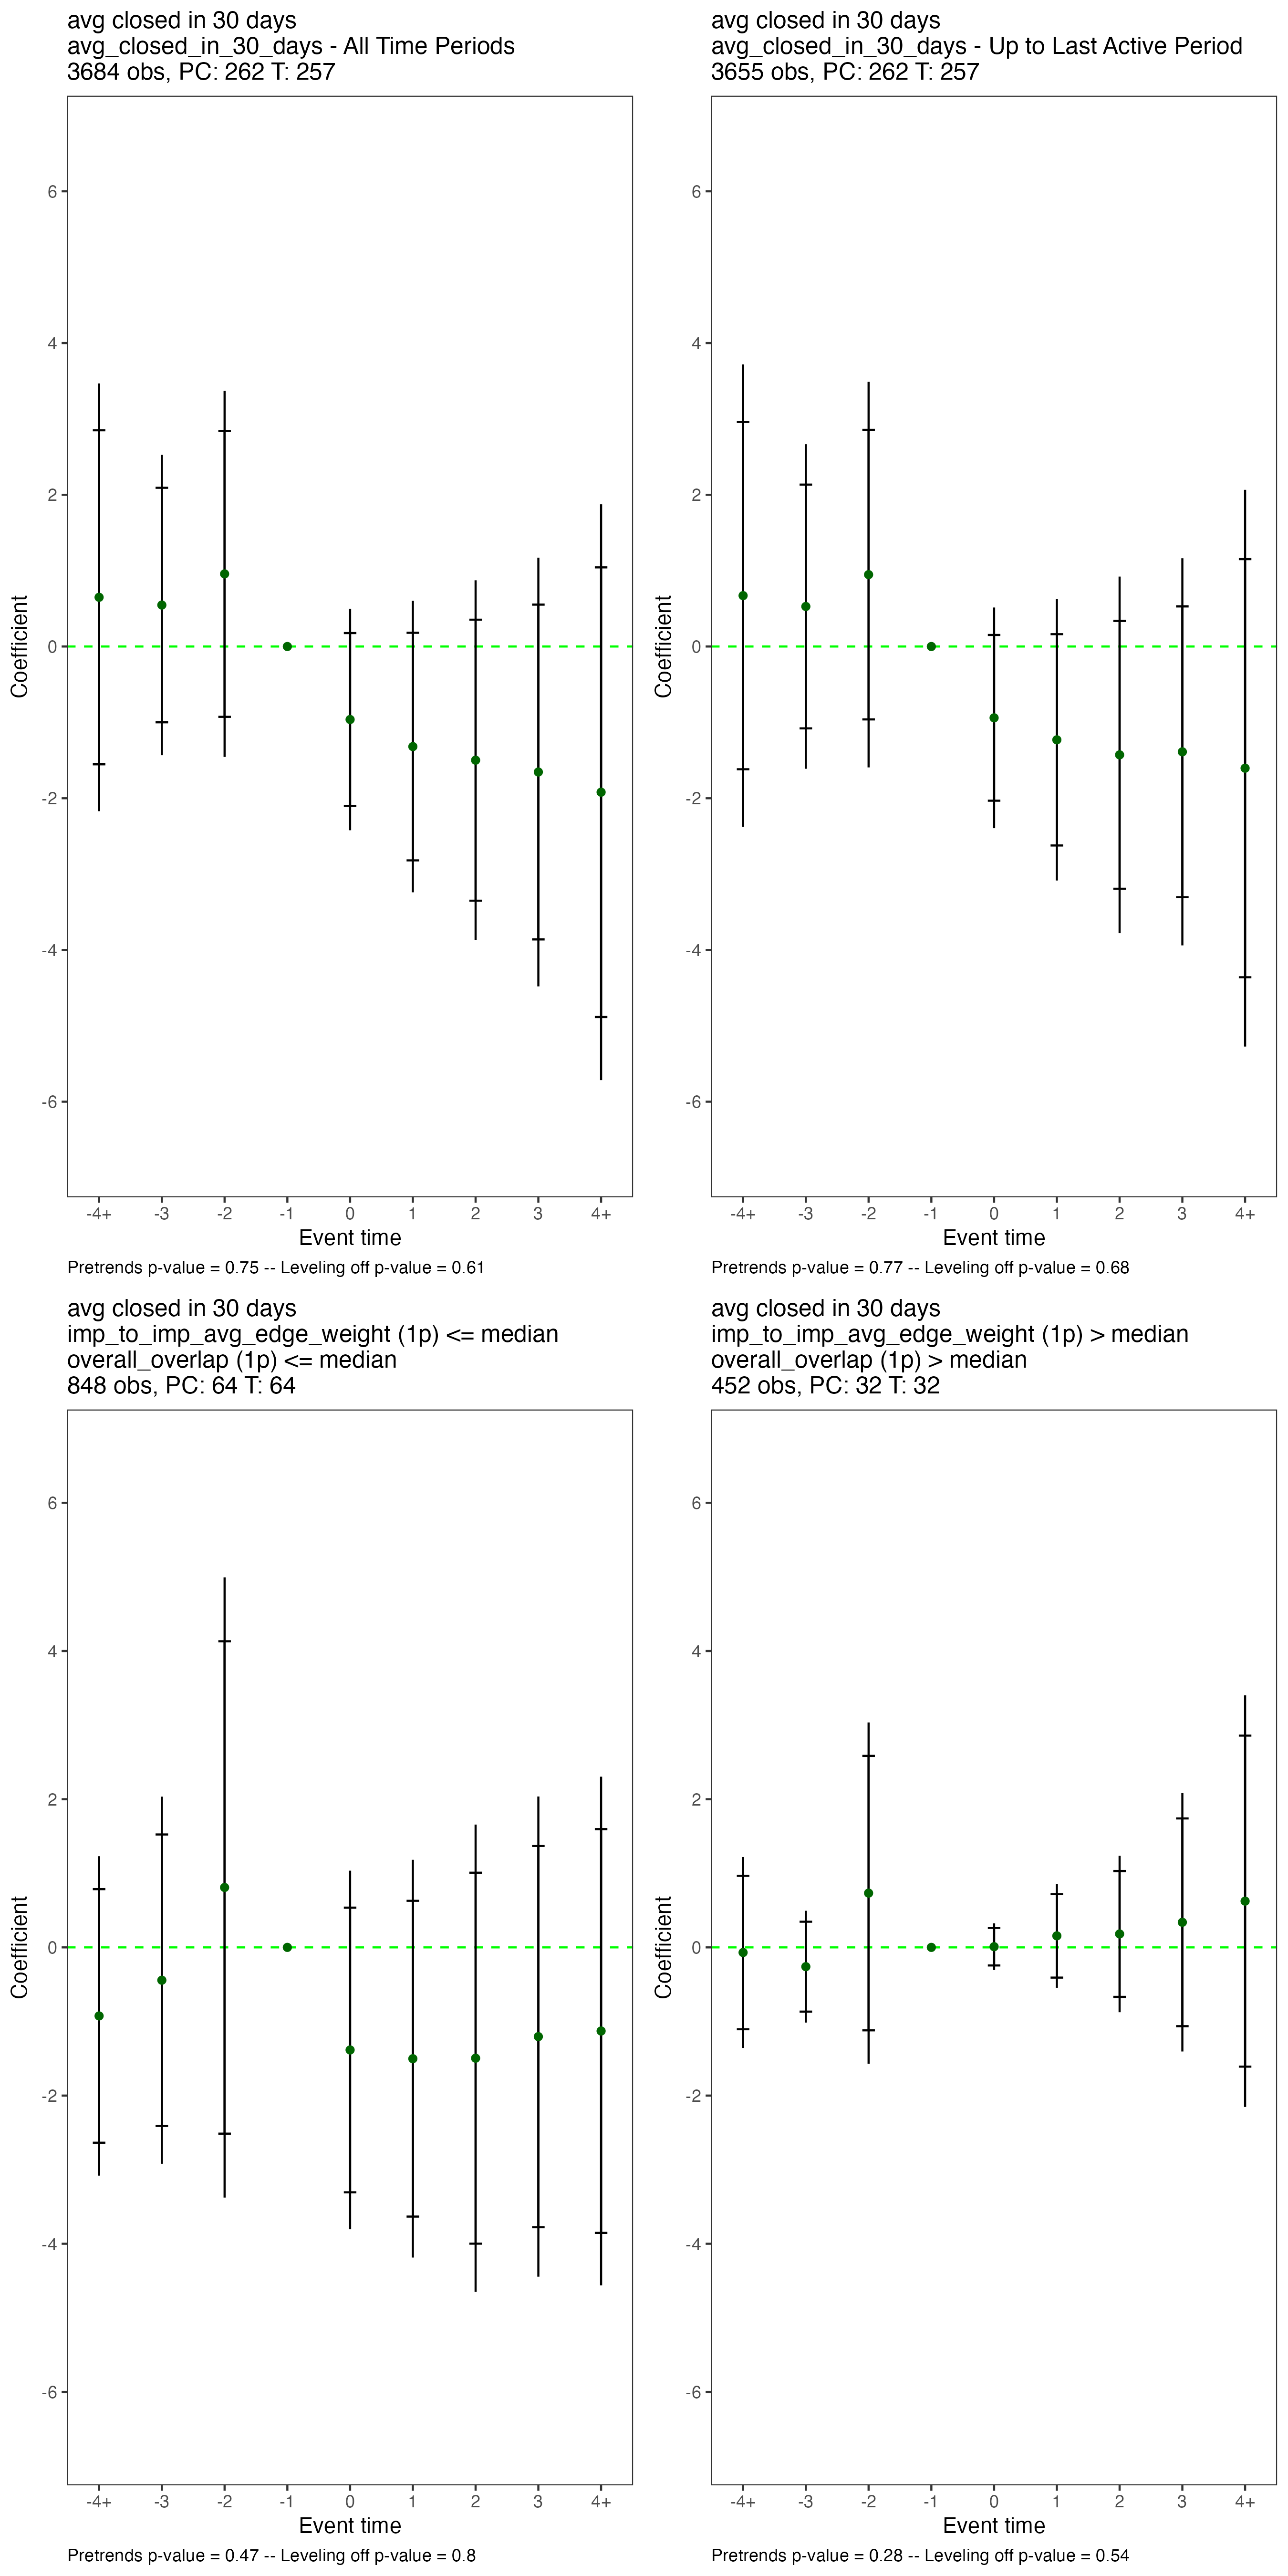 avg closed in 30 days
avg_closed_in_30_days - All Time Periods
3684 obs, PC: 262 T: 257
Coefficient
6
4
2
0
-2
-4
-6
-4+ -3 -2 -1 0 1 2 3 4+
Event time
Pretrends p-value = 0.75 -- Leveling off p-value = 0.61
avg closed in 30 days
avg_closed_in_30_days - Up to Last Active Period
3655 obs, PC: 262 T: 257
Coefficient
6
4
2
0
-2
-4
-6
-4+ -3 -2 -1 0 1 2 3 4+
Event time
Pretrends p-value = 0.77 -- Leveling off p-value = 0.68
avg closed in 30 days
imp_to_imp_avg_edge_weight (1p) <= median
overall_overlap (1p) <= median
848 obs, PC: 64 T: 64
Coefficient
6
4
2
0
-2
-4
-6
-4+ -3 -2 -1 0 1 2 3 4+
Event time
Pretrends p-value = 0.47 -- Leveling off p-value = 0.8
avg closed in 30 days
imp_to_imp_avg_edge_weight (1p) > median
overall_overlap (1p) > median
452 obs, PC: 32 T: 32
Coefficient
6
4
2
0
-2
-4
-6
-4+ -3 -2 -1 0 1 2 3 4+
Event time
Pretrends p-value = 0.28 -- Leveling off p-value = 0.54